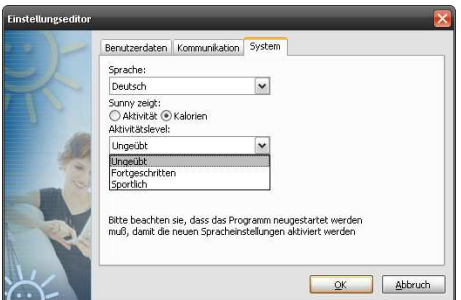 Einstellungseditor
Benutzerdaten Kommunikation System
Sprache:
Deutsch
Sunny zeigt:
Aktivität Kalorien
Aktivitätslevel:
Ungeübt
Ungeübt
Fortgeschritten
Sportlich
Bitte beachten sie, dass das Programm neugestartet werden
muß, damit die neuen Spracheinstellungen aktiviert werden
OK Abbruch